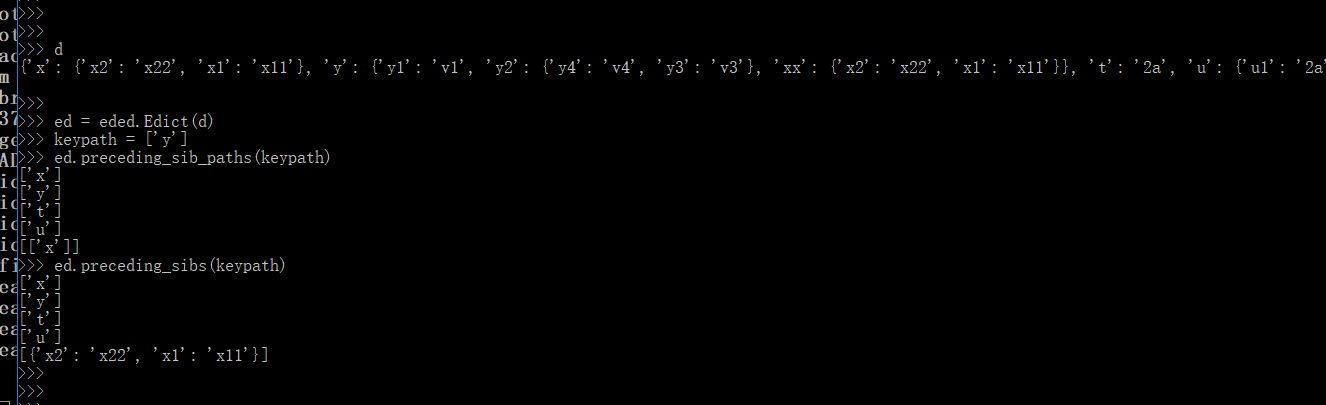 >>>
>>>
>>> d
{'x': {'x2': 'x22', 'x1': 'x11'}, 'y': {'y1': 'v1', 'y2': {'y4': 'v4', 'y3': 'v3'}, 'xx': {'x2': 'x22', 'x1': 'x11'}}, 't': '2a', 'u': {'u1': '2a'
>>>
>>> ed = eded.Edict(d)
>>> keypath = ['y']
>>> ed.preceding_sib_paths(keypath)
['x']
['y']
['t']
['u']
[['x']]
>>> ed.preceding_sibs(keypath)
['x']
['y']
['t']
['u']
[{'x2': 'x22', 'x1': 'x11'}]
>>>
>>>